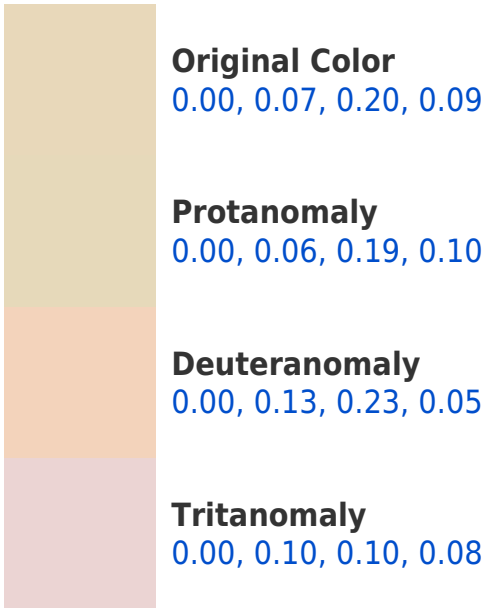 Original Color
0.00, 0.07, 0.20, 0.09
Protanomaly
0.00, 0.06, 0.19, 0.10
Deuteranomaly
0.00, 0.13, 0.23, 0.05
Tritanomaly
0.00, 0.10, 0.10, 0.08